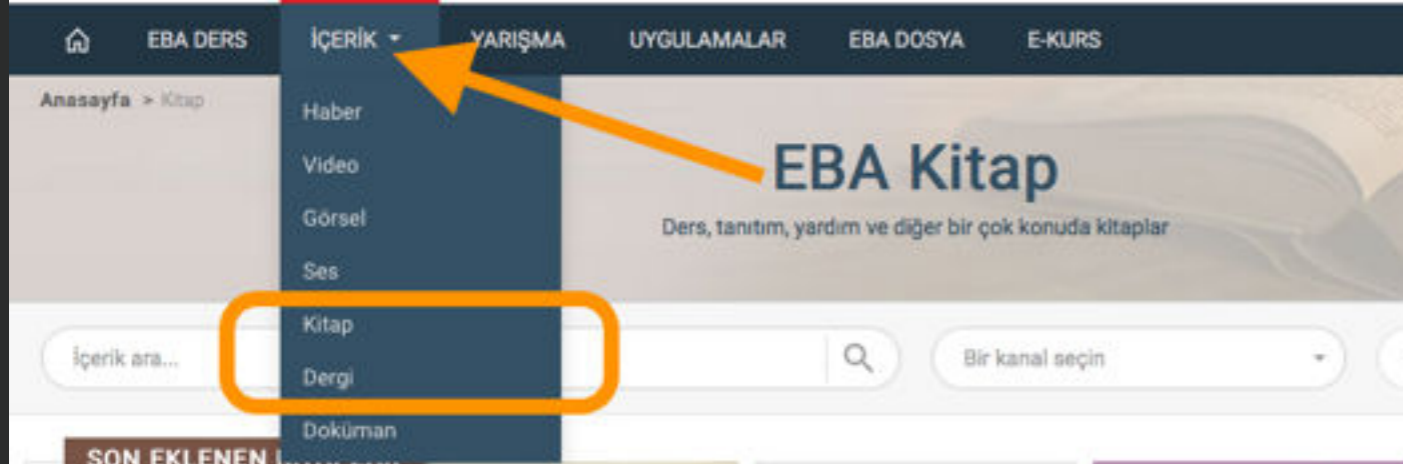 EBA DERS İÇERİK YARIŞMA UYGULAMALAR EBA DOSYA E-KURS
Anasayfa > Kitap
Haber
Video
Görsel
Ses
Kitap
Dergi
Doküman
EBA Kitap
Ders, tanıtım, yardım ve diğer bir çok konuda kitaplar
İçerik ara...
Bir kanal seçin
SON EKLENEN